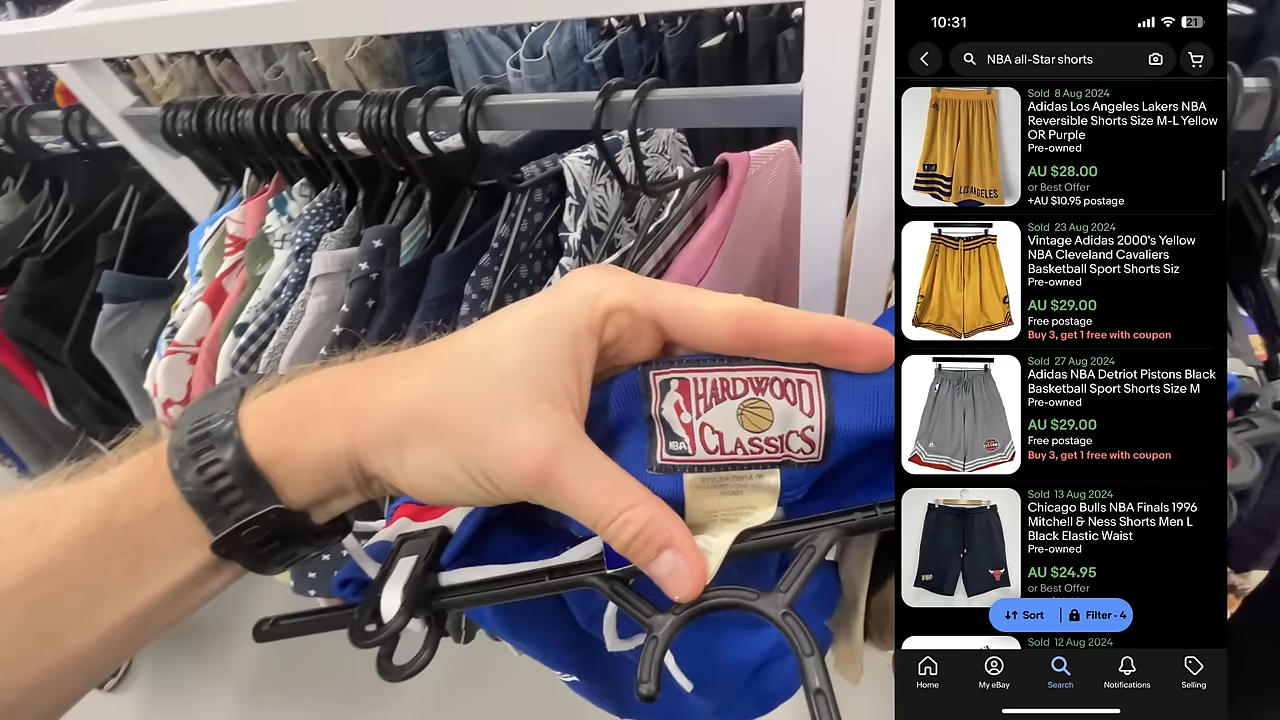 HARDWOOD
CLASSICS
NBA
10:31
21
NBA all-Star shorts
Sold 8 Aug 2024
Adidas Los Angeles Lakers NBA
Reversible Shorts Size M-L Yellow
OR Purple
Pre-owned
AU $28.00
or Best Offer
+AU $10.95 postage
LOS ANGELES
Sold 23 Aug 2024
Vintage Adidas 2000's Yellow
NBA Cleveland Cavaliers
Basketball Sport Shorts Siz
AU $29.00
Free postage
Buy 3, get 1 free with coupon
Sold 27 Aug 2024
Adidas NBA Detriot Pistons Black
Basketball Sport Shorts Size M
Pre-owned
AU $29.00
Free postage
Buy 3, get 1 free with coupon
Sold 13 Aug 2024
Chicago Bulls NBA Finals 1996
Mitchell & Ness Shorts Men L
Black Elastic Waist
Pre-owned
AU $24.95
or Best Offer
Sort
Filter · 4
Sold 12 Aug 2024
Home
My eBay
Search
Notifications
Selling